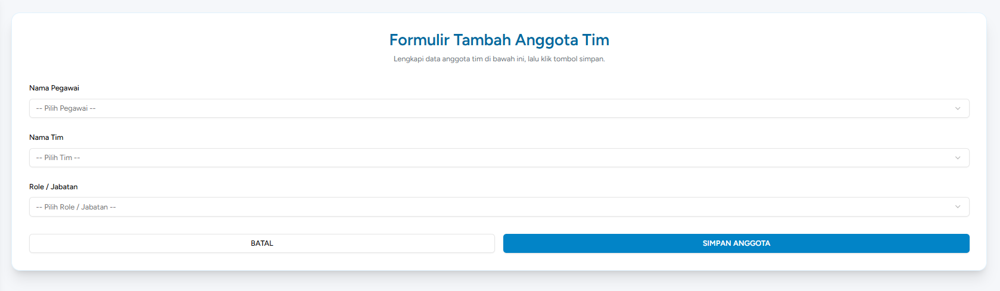 Formulir Tambah Anggota Tim
Lengkapi data anggota tim di bawah ini, lalu klik tombol simpan.
Nama Pegawai
-- Pilih Pegawai --
Nama Tim
-- Pilih Tim --
Role / Jabatan
-- Pilih Role / Jabatan --
BATAL
SIMPAN ANGGOTA